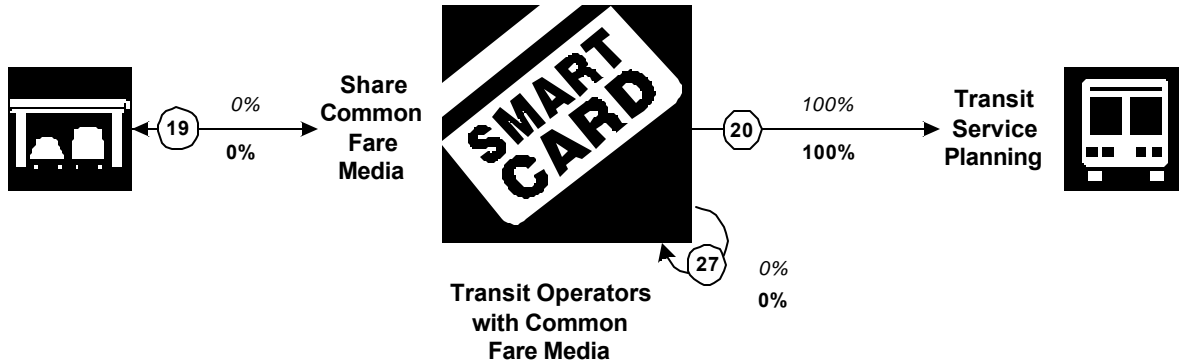 19
0%
0%
Share
Common
Fare
Media
SMART
CARD
20
100%
100%
Transit
Service
Planning
27
0%
0%
Transit Operators
with Common
Fare Media